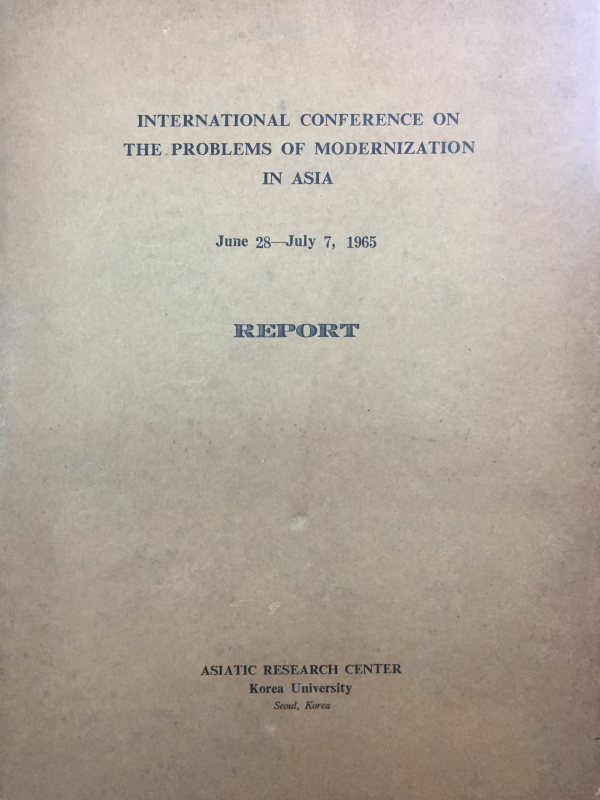 INTERNATIONAL CONFERENCE ON
THE PROBLEMS OF MODERNIZATION
IN ASIA
June 28—July 7, 1965
REPORT
ASIATIC RESEARCH CENTER
Korea University
Seoul, Korea